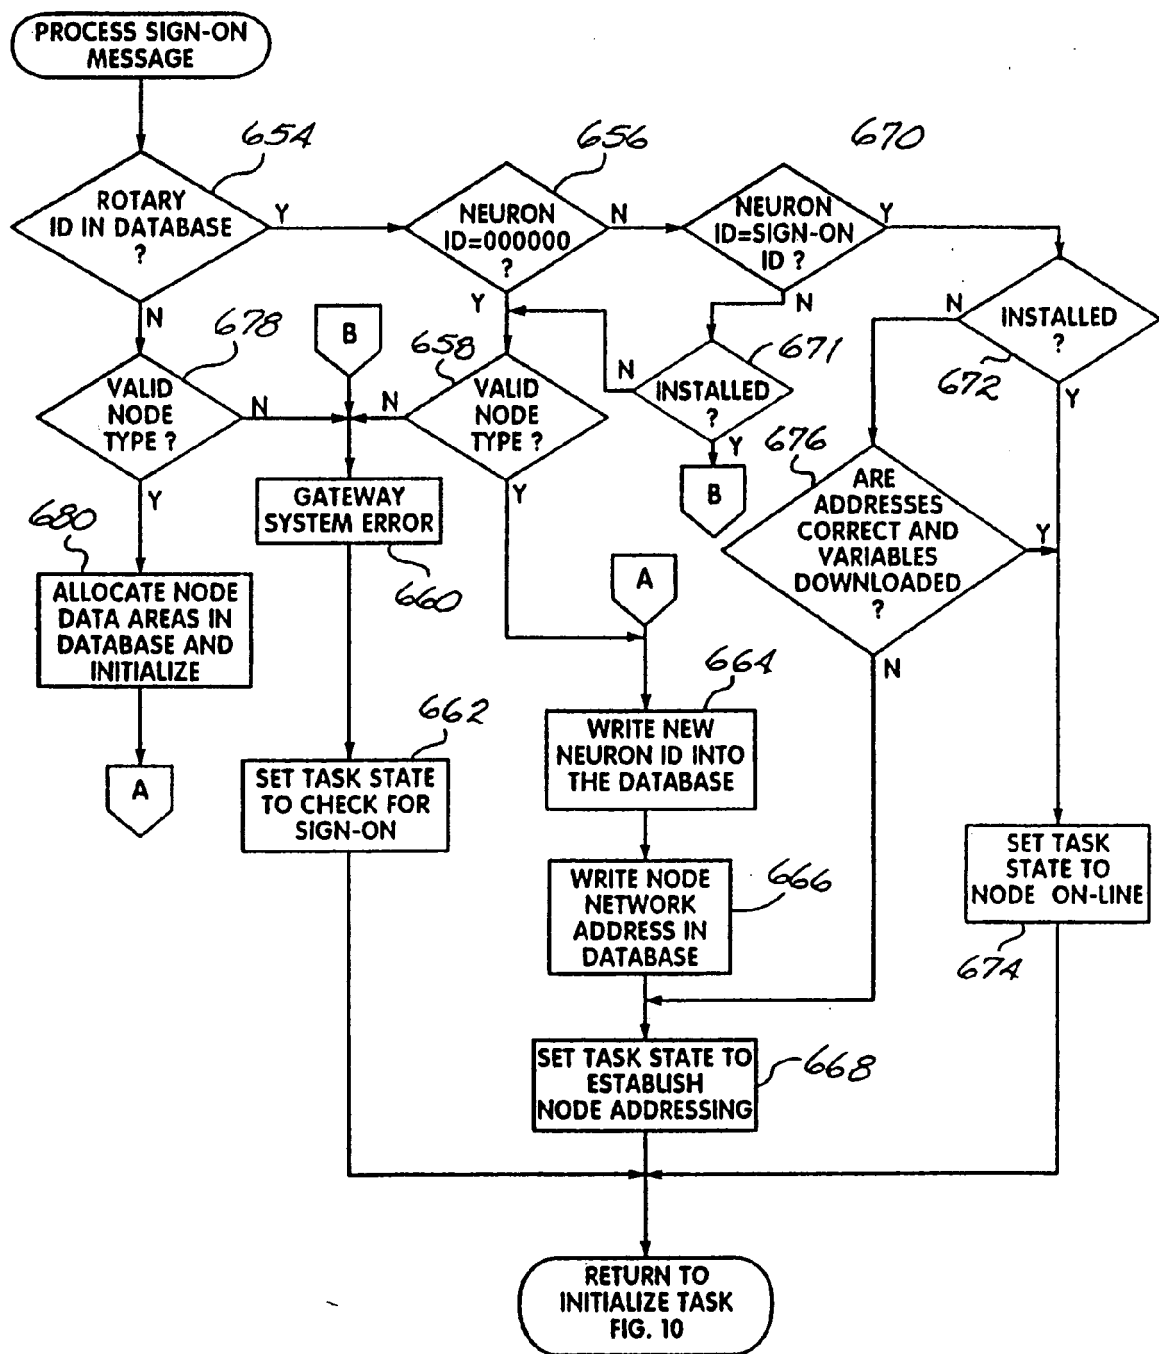 PROCESS SIGN-ON
MESSAGE
654
656
670
ROTARY
ID IN DATABASE
?
Y
NEURON
ID=000000
?
N
NEURON
ID=SIGN-ON
ID ?
Y
N
Y
N
N
INSTALLED
?
672
Y
678
B
658
N
INSTALLED
?
671
Y
B
VALID
NODE
TYPE ?
N
N
VALID
NODE
TYPE ?
Y
Y
676
ARE
ADDRESSES
CORRECT AND
VARIABLES
DOWNLOADED
?
Y
N
680
GATEWAY
SYSTEM ERROR
660
A
ALLOCATE NODE
DATA AREAS IN
DATABASE AND
INITIALIZE
A
662
SET TASK STATE
TO CHECK FOR
SIGN-ON
664
WRITE NEW
NEURON ID INTO
THE DATABASE
WRITE NODE
NETWORK
ADDRESS IN
DATABASE
666
SET TASK
STATE TO
NODE ON-LINE
674
SET TASK STATE TO
ESTABLISH
NODE ADDRESSING
668
RETURN TO
INITIALIZE TASK
FIG. 10